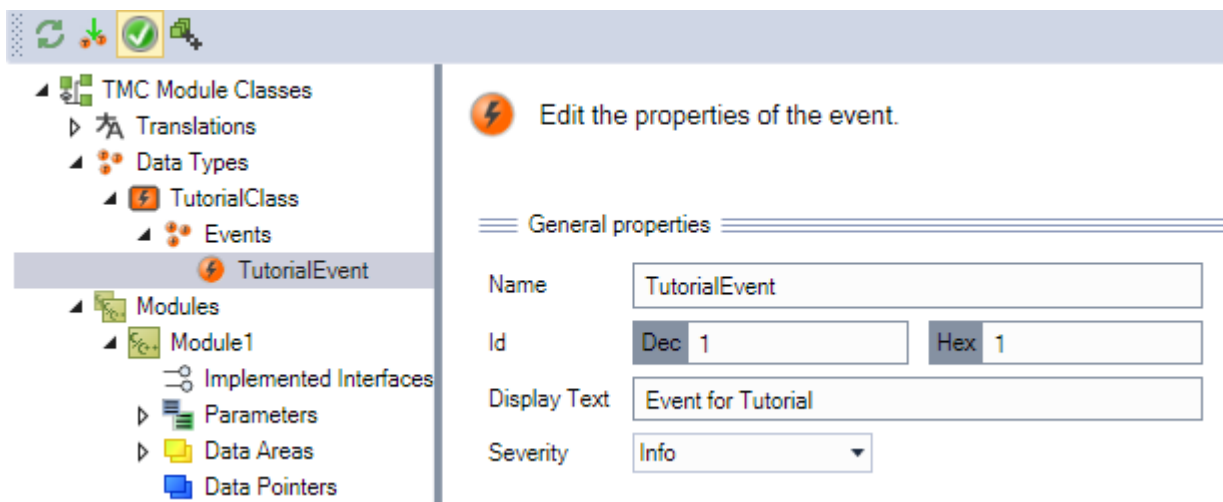 TMC Module Classes
Translations
Data Types
TutorialClass
Events
TutorialEvent
Modules
Module1
Implemented Interfaces
Parameters
Data Areas
Data Pointers
Edit the properties of the event.
General properties
Name TutorialEvent
Id Dec 1 Hex 1
Display Text Event for Tutorial
Severity Info